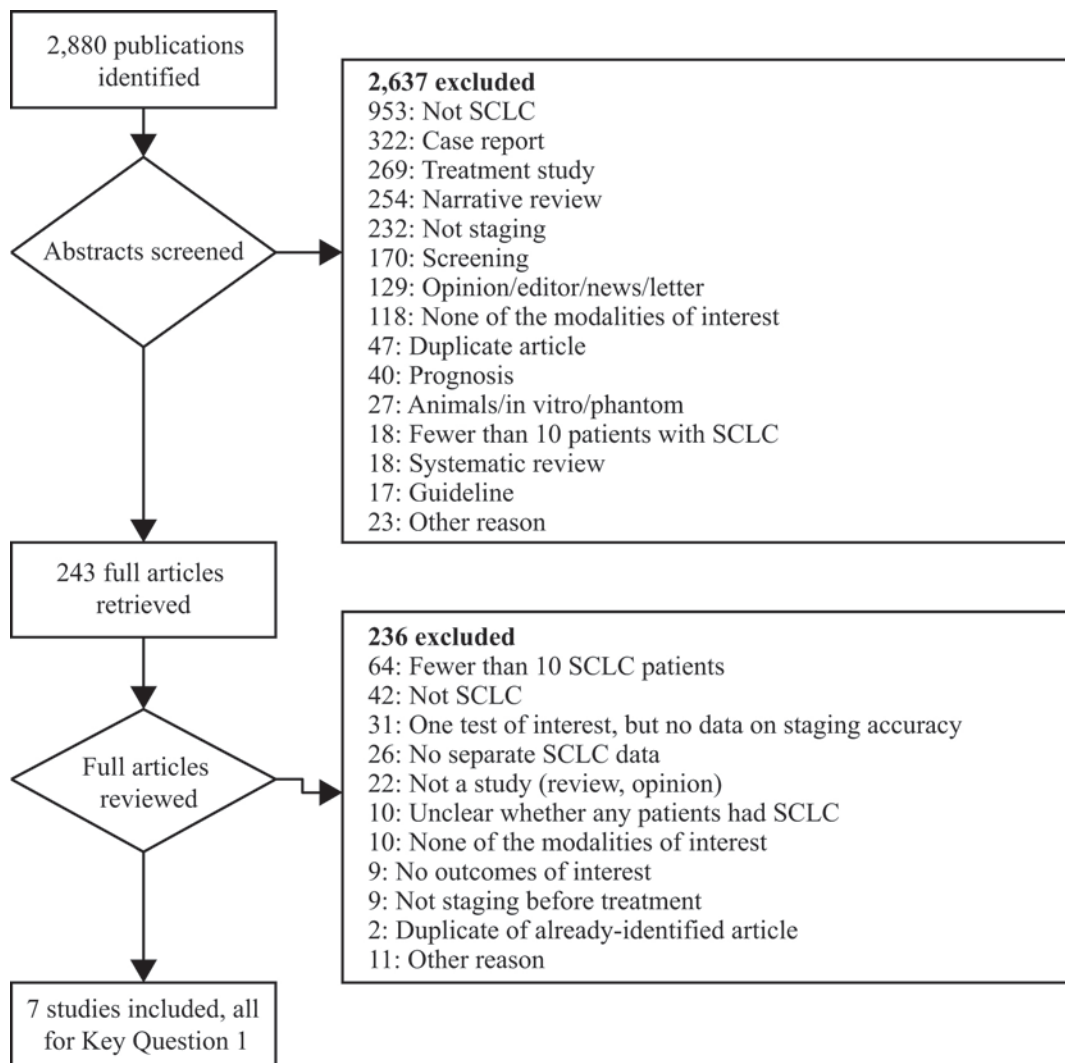 2,880 publications
identified
2,637 excluded
953: Not SCLC
322: Case report
269: Treatment study
254: Narrative review
232: Not staging
170: Screening
129: Opinion/editor/news/letter
118: None of the modalities of interest
47: Duplicate article
40: Prognosis
27: Animals/in vitro/phantom
18: Fewer than 10 patients with SCLC
18: Systematic review
17: Guideline
23: Other reason
Abstracts screened
243 full articles
retrieved
236 excluded
64: Fewer than 10 SCLC patients
42: Not SCLC
31: One test of interest, but no data on staging accuracy
26: No separate SCLC data
22: Not a study (review, opinion)
10: Unclear whether any patients had SCLC
10: None of the modalities of interest
9: No outcomes of interest
9: Not staging before treatment
2: Duplicate of already-identified article
11: Other reason
Full articles
reviewed
7 studies included, all
for Key Question 1